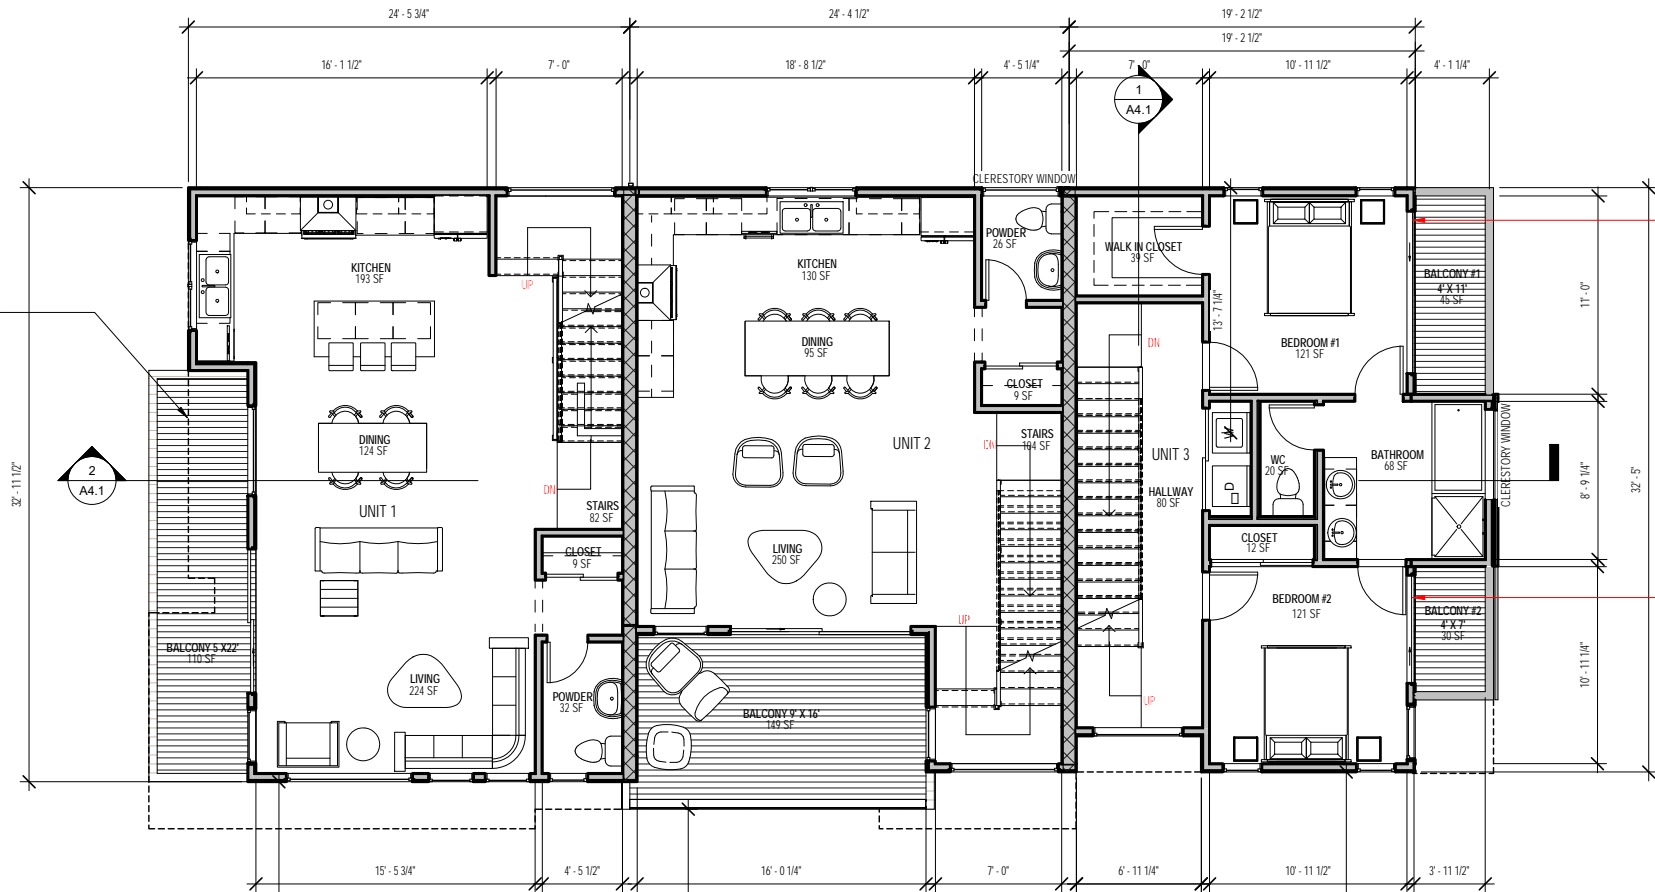 24' - 5 3/4"
24' - 4 1/2"
19' - 2 1/2"
19' - 2 1/2"
16' - 1 1/2"
7' - 0"
18' - 8 1/2"
4' - 5 1/4"
7' - 0"
10' - 11 1/2"
4' - 1 1/4"
1
A4.1
CLERESTORY WINDOW
KITCHEN
193 SF
UP
KITCHEN
130 SF
POWDER
26 SF
WALK IN CLOSET
39 SF
BALCONY #1
4' X 11'
45 SF
11' - 0"
13' - 7 1/4"
DN
BEDROOM #1
121 SF
DINING
95 SF
CLOSET
9 SF
DINING
124 SF
UNIT 2
DN
STAIRS
104 SF
UNIT 3
HALLWAY
80 SF
W
D
WC
20 SF
BATHROOM
68 SF
CLERESTORY WINDOW
8' - 9 1/4"
32' - 5"
32' - 11 1/2"
2
A4.1
DN
UNIT 1
STAIRS
82 SF
CLOSET
9 SF
LIVING
250 SF
CLOSET
12 SF
BEDROOM #2
121 SF
BALCONY #2
4' X 7'
30 SF
UP
BALCONY 5 X22'
110 SF
LIVING
224 SF
POWDER
32 SF
BALCONY 9' X 16'
149 SF
UP
10' - 11 1/4"
15' - 5 3/4"
4' - 5 1/2"
16' - 0 1/4"
7' - 0"
6' - 11 1/4"
10' - 11 1/2"
3' - 11 1/2"